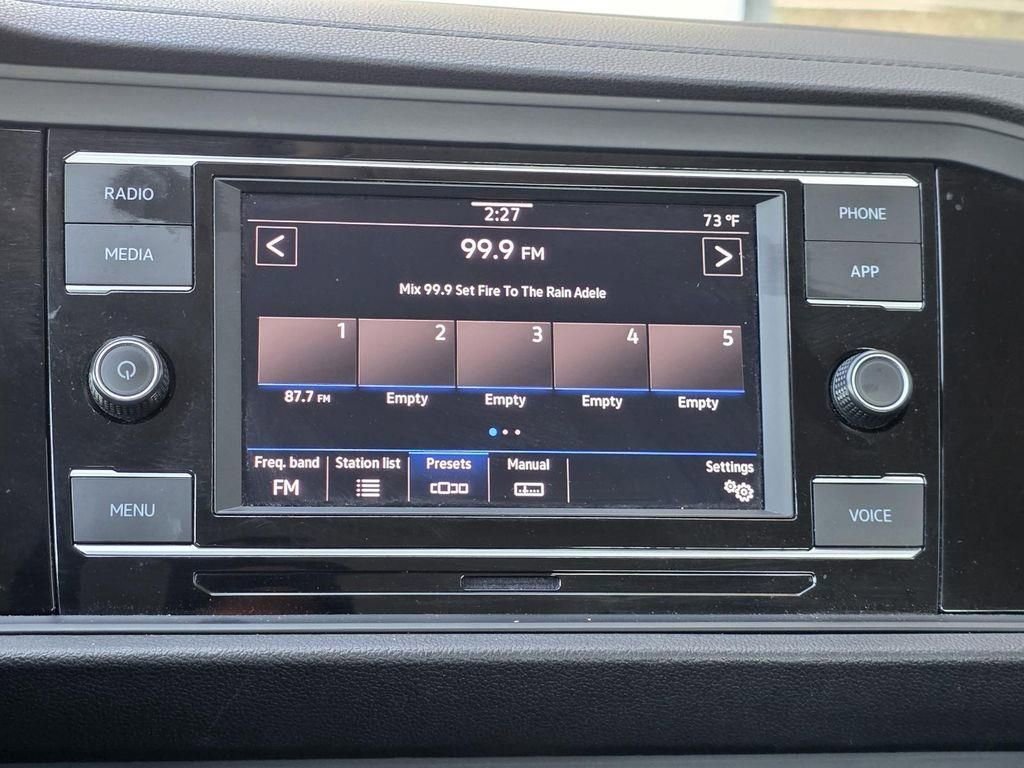 2:27
73 °F
RADIO
PHONE
< 99.9 FM >
MEDIA
APP
Mix 99.9 Set Fire To The Rain Adele
1 2 3 4 5
87.7 FM Empty Empty Empty Empty
Freq. band Station list Presets Manual Settings
FM
MENU
VOICE